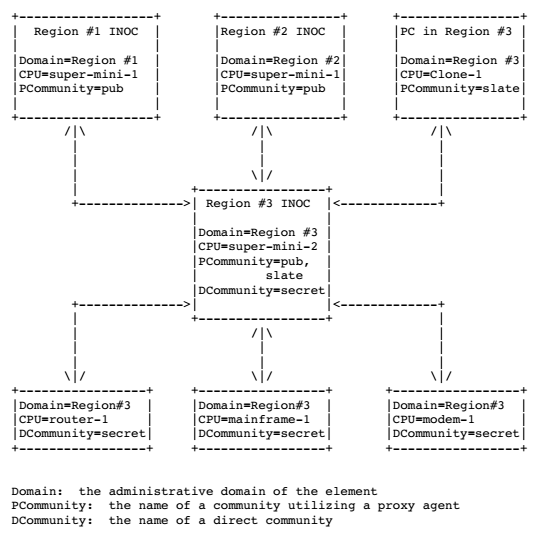 Region #1 INOC
Domain=Region #1
CPU=super-mini-1
PCommunity=pub
Region #2 INOC
Domain=Region #2
CPU=super-mini-1
PCommunity=pub
PC in Region #3
Domain=Region #3
CPU=Clone-1
PCommunity=slate
Region #3 INOC
Domain=Region #3
CPU=super-mini-2
PCommunity=pub,
slate
DCommunity=secret
Domain=Region#3
CPU=router-1
DCommunity=secret
Domain=Region#3
CPU=mainframe-1
DCommunity=secret
Domain=Region#3
CPU=modem-1
DCommunity=secret
Domain:  the administrative domain of the element
PCommunity:  the name of a community utilizing a proxy agent
DCommunity:  the name of a direct community